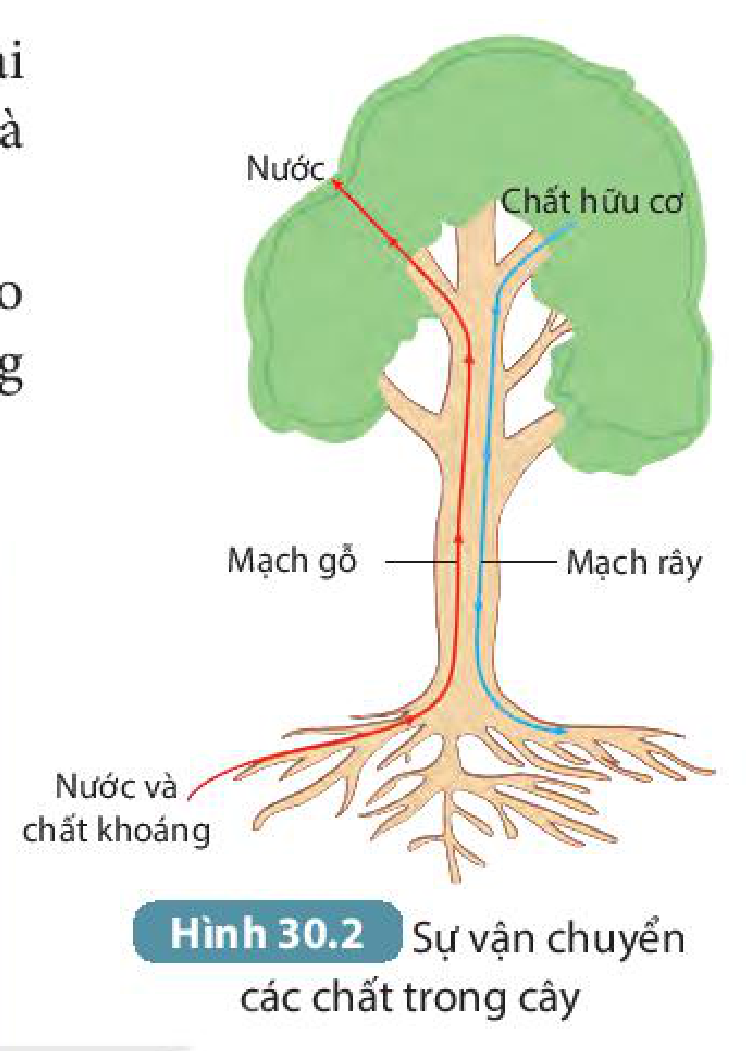 ai
à
Nước
Chất hữu cơ
o
g
Mạch gỗ
Mạch rây
Nước và
chất khoáng
Hình 30.2 Sự vận chuyển
các chất trong cây